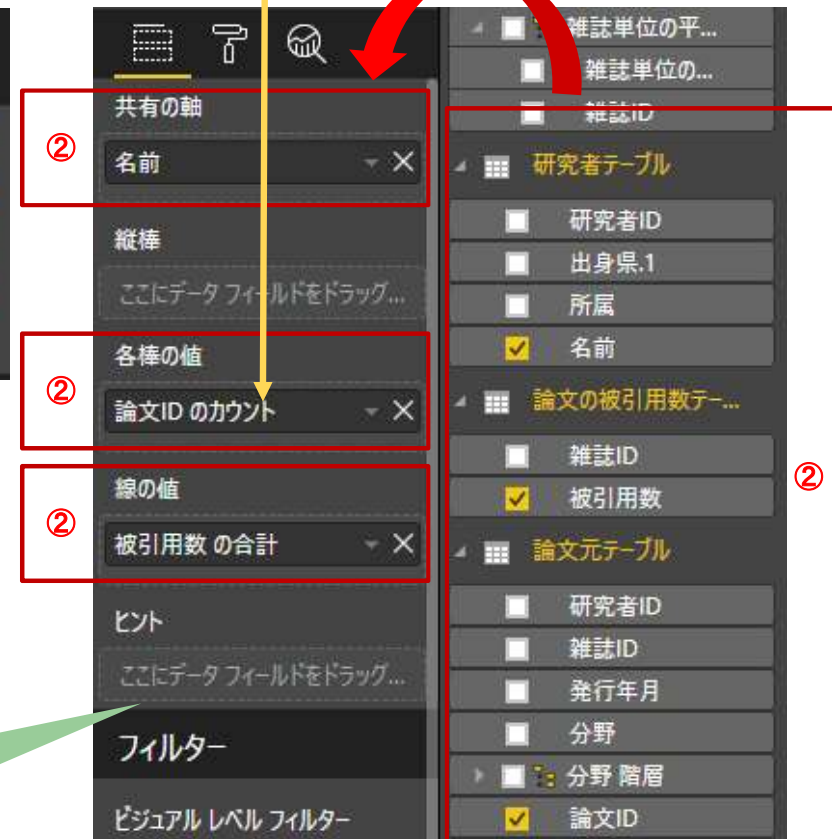 共有の軸
②
名前
縦棒
ここにデータ フィールドをドラッグ...
各棒の値
②
論文ID のカウント
線の値
②
被引用数 の合計
ヒント
ここにデータ フィールドをドラッグ...
フィルター
ビジュアル レベル フィルター
雑誌単位の平...
雑誌単位の...
雑誌ID
研究者テーブル
研究者ID
出身県.1
所属
名前
論文の被引用数テー...
雑誌ID
被引用数
②
論文元テーブル
研究者ID
雑誌ID
発行年月
分野
分野 階層
論文ID